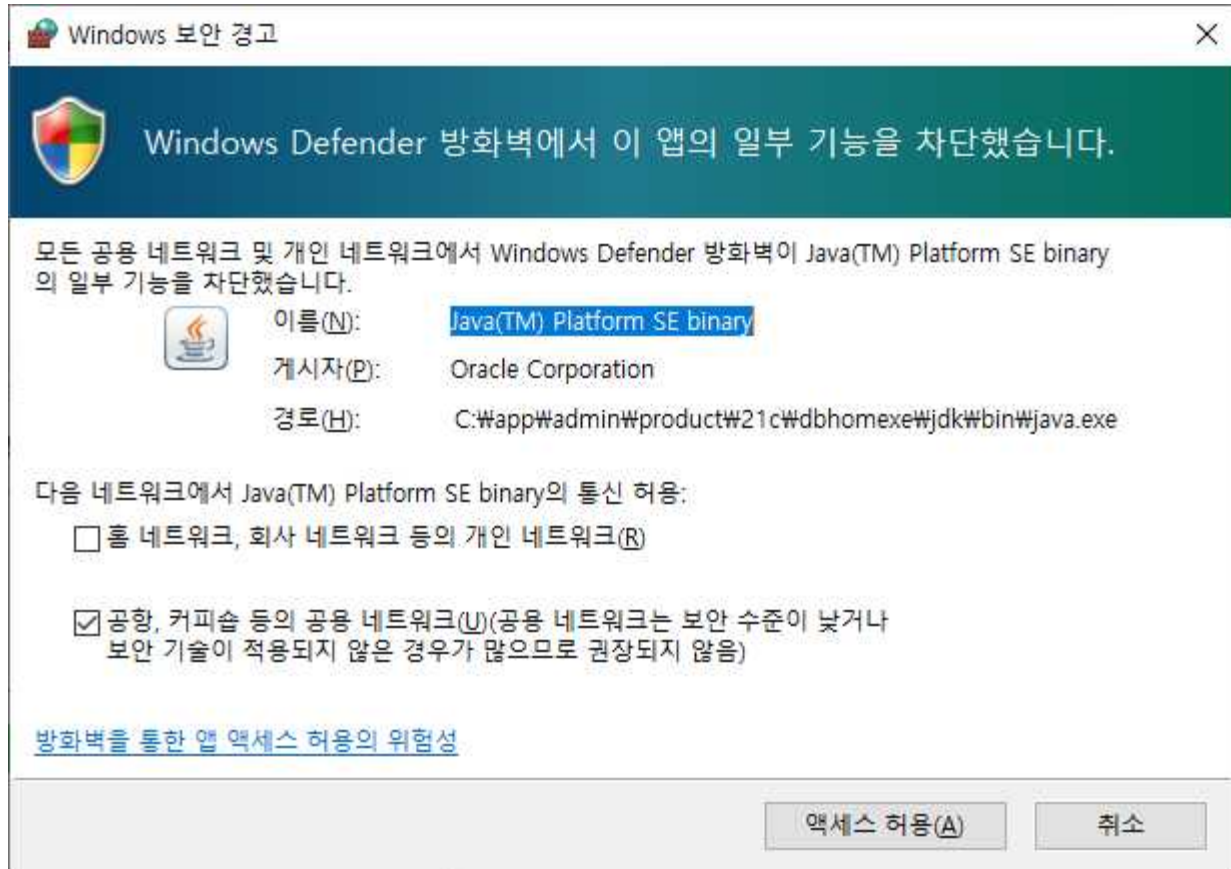 Windows 보안 경고
Windows Defender 방화벽에서 이 앱의 일부 기능을 차단했습니다.
모든 공용 네트워크 및 개인 네트워크에서 Windows Defender 방화벽이 Java(TM) Platform SE binary
의 일부 기능을 차단했습니다.
이름(N): Java(TM) Platform SE binary
게시자(P): Oracle Corporation
경로(H): C:₩app₩admin₩product₩21c₩dbhomexe₩jdk₩bin₩java.exe
다음 네트워크에서 Java(TM) Platform SE binary의 통신 허용:
홈 네트워크, 회사 네트워크 등의 개인 네트워크(R)
공항, 커피숍 등의 공용 네트워크(U)(공용 네트워크는 보안 수준이 낮거나
보안 기술이 적용되지 않은 경우가 많으므로 권장되지 않음)
방화벽을 통한 앱 액세스 허용의 위험성
액세스 허용(A) 취소